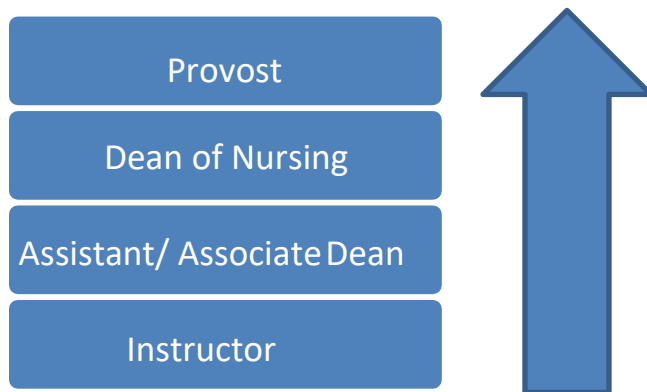 Provost
Dean of Nursing
Assistant/ Associate Dean
Instructor